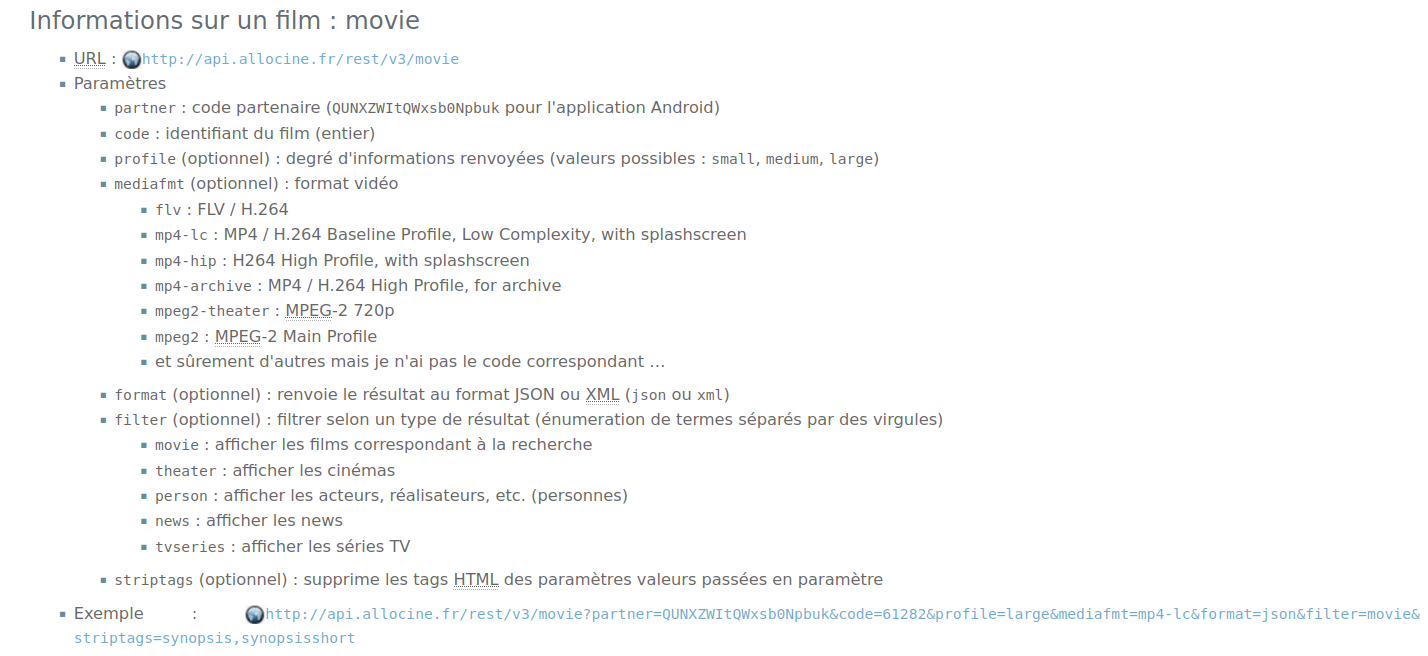 Informations sur un film : movie
URL : http://api.allocine.fr/rest/v3/movie
Paramètres
partner : code partenaire (QUNXZWItQWxsb0Npbuk pour l'application Android)
code : identifiant du film (entier)
profile (optionnel) : degré d'informations renvoyées (valeurs possibles : small, medium, large)
mediafmt (optionnel) : format vidéo
flv : FLV / H.264
mp4-lc : MP4 / H.264 Baseline Profile, Low Complexity, with splashscreen
mp4-hip : H264 High Profile, with splashscreen
mp4-archive : MP4 / H.264 High Profile, for archive
mpeg2-theater : MPEG-2 720p
mpeg2 : MPEG-2 Main Profile
et sûrement d'autres mais je n'ai pas le code correspondant …
format (optionnel) : renvoie le résultat au format JSON ou XML (json ou xml)
filter (optionnel) : filtrer selon un type de résultat (énumeration de termes séparés par des virgules)
movie : afficher les films correspondant à la recherche
theater : afficher les cinémas
person : afficher les acteurs, réalisateurs, etc. (personnes)
news : afficher les news
tvseries : afficher les séries TV
striptags (optionnel) : supprime les tags HTML des paramètres valeurs passées en paramètre
Exemple : http://api.allocine.fr/rest/v3/movie?partner=QUNXZWItQWxsb0Npbuk&code=61282&profile=large&mediafmt=mp4-lc&format=json&filter=movie&
striptags=synopsis,synopsisshort